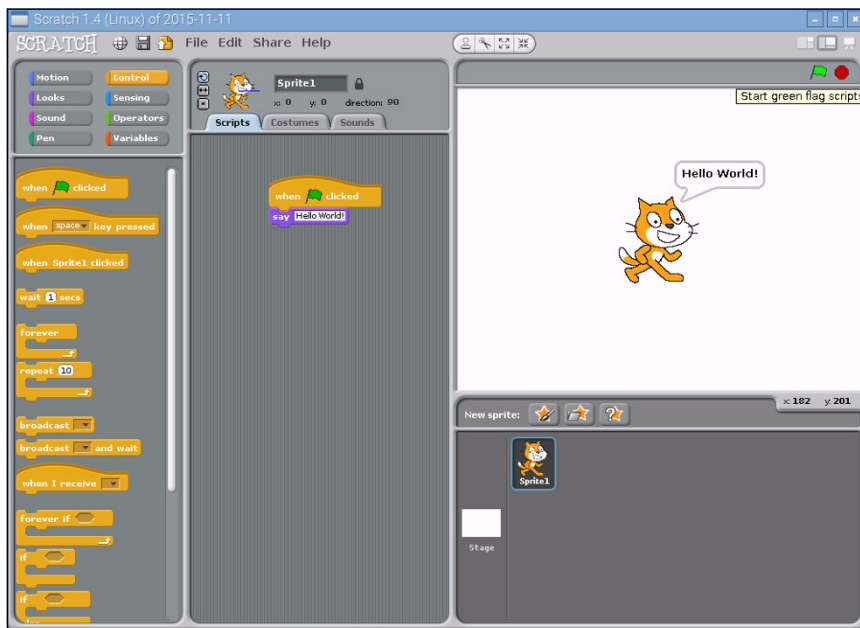 Scratch 1.4 (Linux) of 2015-11-11
SCRATCH File Edit Share Help
Motion Control
Looks Sensing
Sound Operators
Pen Variables
when clicked
when space key pressed
when Sprite1 clicked
wait 1 secs
forever
repeat 10
broadcast
broadcast and wait
when I receive
forever if
if
if
else
Sprite1
x: 0 y: 0 direction: 90
Scripts Costumes Sounds
when clicked
say Hello World!
Start green flag scripts
Hello World!
x:182 y:201
New sprite:
Sprite1
Stage